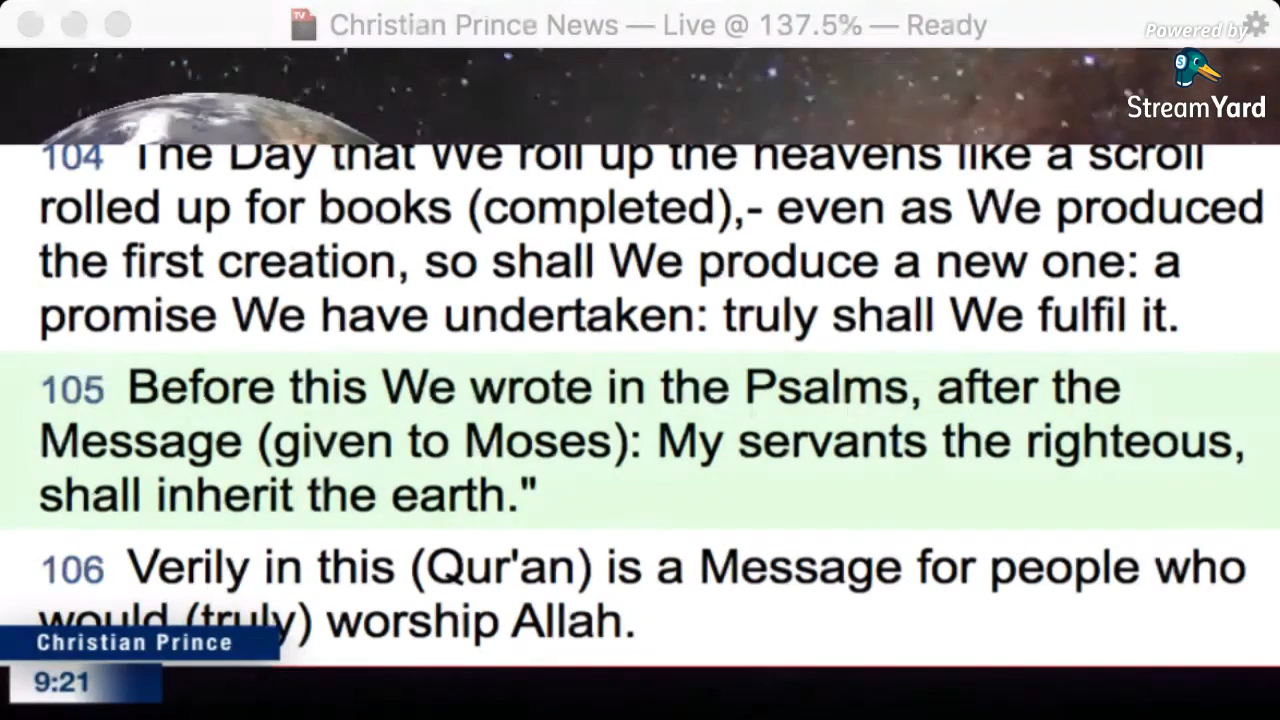 Christian Prince News — Live @ 137.5% — Ready
Powered by
StreamYard
104 The Day that We roll up the heavens like a scroll
rolled up for books (completed),- even as We produced
the first creation, so shall We produce a new one: a
promise We have undertaken: truly shall We fulfil it.
105 Before this We wrote in the Psalms, after the
Message (given to Moses): My servants the righteous,
shall inherit the earth."
106 Verily in this (Qur'an) is a Message for people who
would (truly) worship Allah.
Christian Prince
9:21